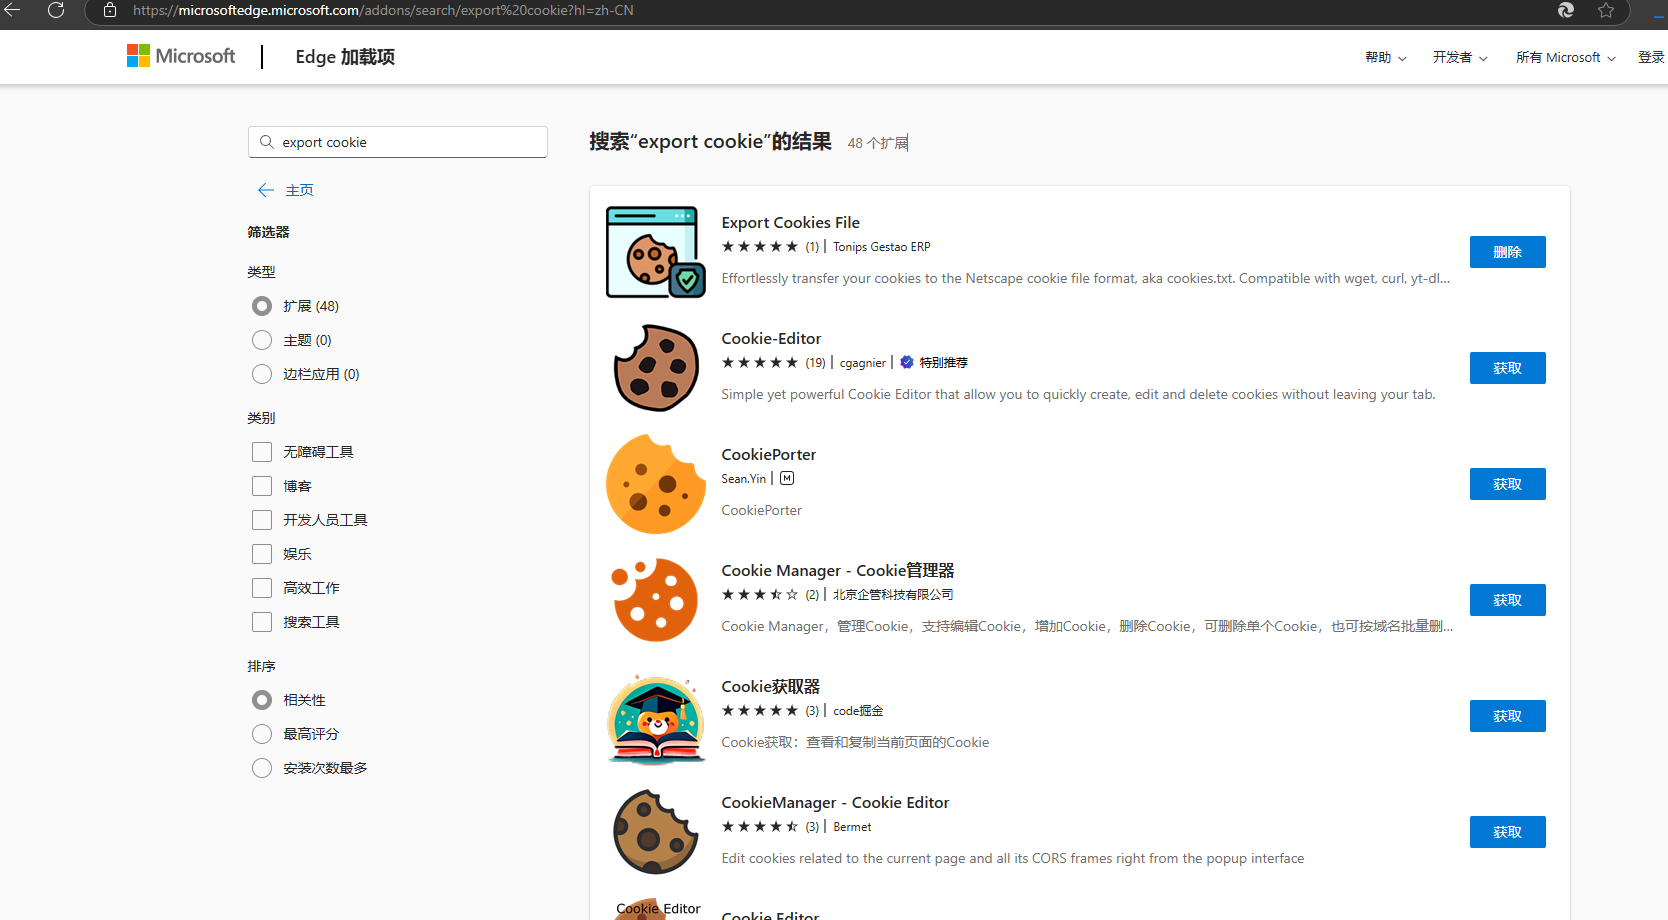 https://microsoftedge.microsoft.com/addons/search/export%20cookie?hl=zh-CN
Microsoft
Edge 加载项
帮助
开发者
所有 Microsoft
登录
export cookie
主页
筛选器
类型
扩展 (48)
主题 (0)
边栏应用 (0)
类别
无障碍工具
博客
开发人员工具
娱乐
高效工作
搜索工具
排序
相关性
最高评分
安装次数最多
搜索“export cookie”的结果 48 个扩展
Export Cookies File
(1) | Tonips Gestao ERP
Effortlessly transfer your cookies to the Netscape cookie file format, aka cookies.txt. Compatible with wget, curl, yt-dl...
删除
Cookie-Editor
(19) | cgagnier | 特别推荐
Simple yet powerful Cookie Editor that allow you to quickly create, edit and delete cookies without leaving your tab.
获取
CookiePorter
Sean.Yin | M
CookiePorter
获取
Cookie Manager - Cookie管理器
(2) | 北京企管科技有限公司
Cookie Manager，管理Cookie，支持编辑Cookie，增加Cookie，删除Cookie，可删除单个Cookie，也可按域名批量删...
获取
Cookie获取器
(3) | code掘金
Cookie获取：查看和复制当前页面的Cookie
获取
CookieManager - Cookie Editor
(3) | Bermet
Edit cookies related to the current page and all its CORS frames right from the popup interface
获取
Cookie Editor
Cookie Editor